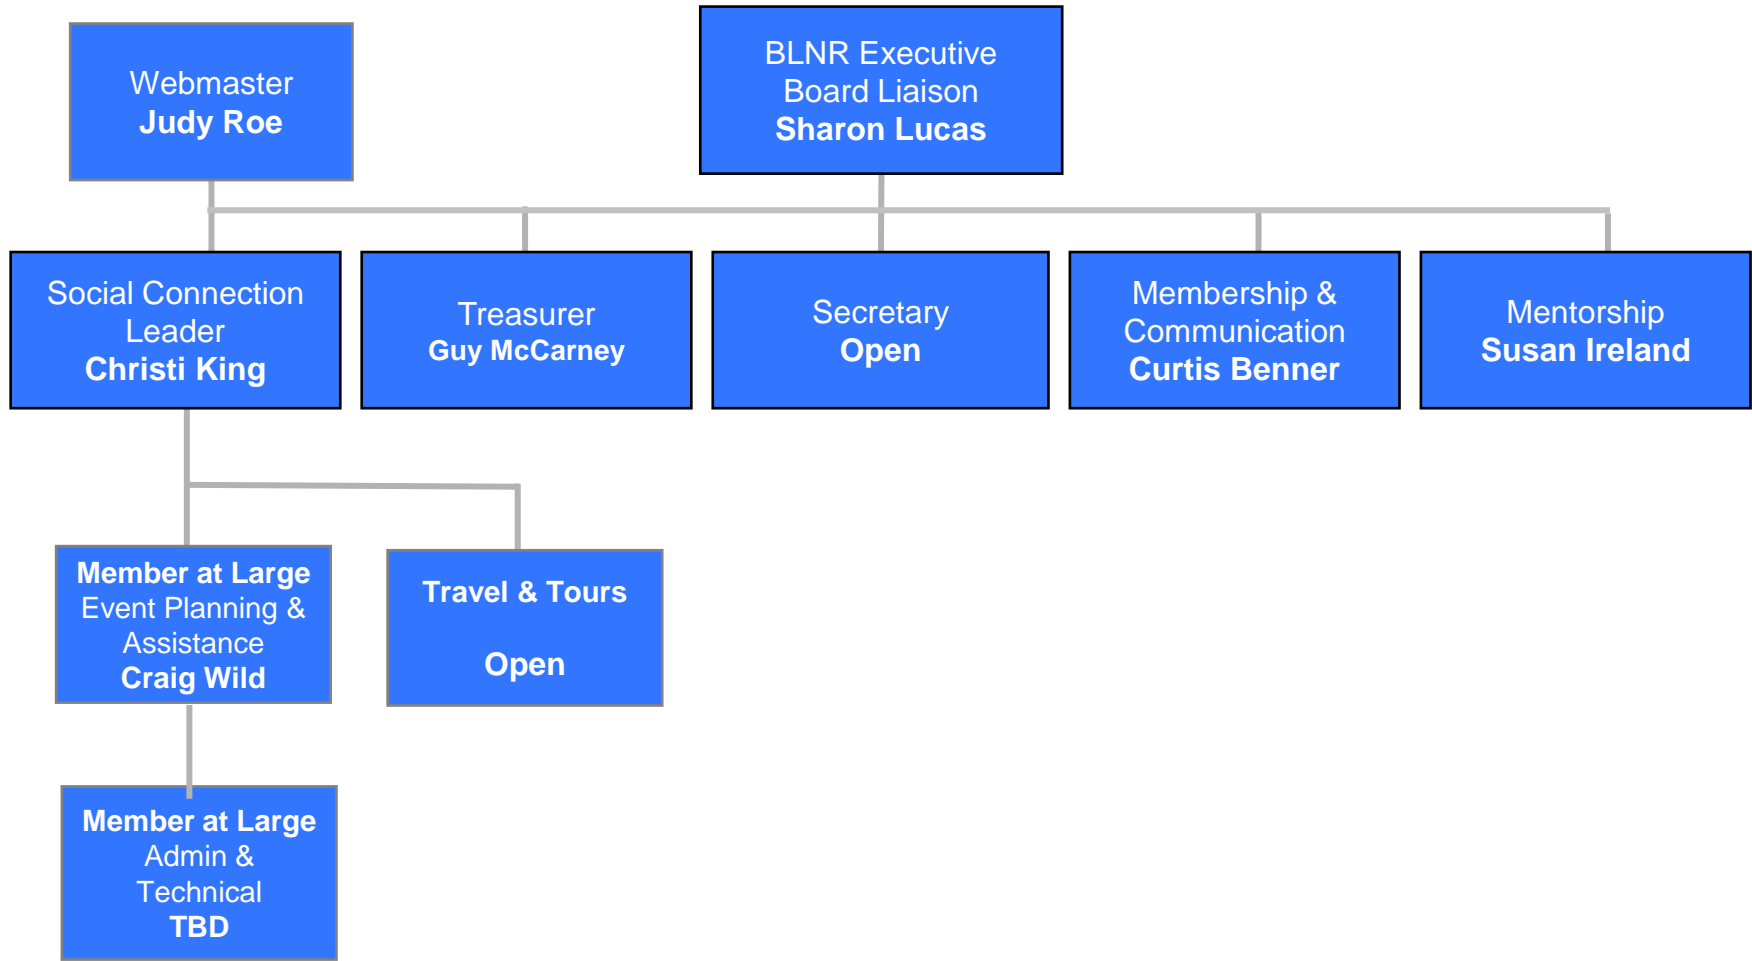 Webmaster
Judy Roe
BLNR Executive
Board Liaison
Sharon Lucas
Social Connection
Leader
Christi King
Treasurer
Guy McCarney
Secretary
Open
Membership &
Communication
Curtis Benner
Mentorship
Susan Ireland
Member at Large
Event Planning &
Assistance
Craig Wild
Travel & Tours
Open
Member at Large
Admin &
Technical
TBD